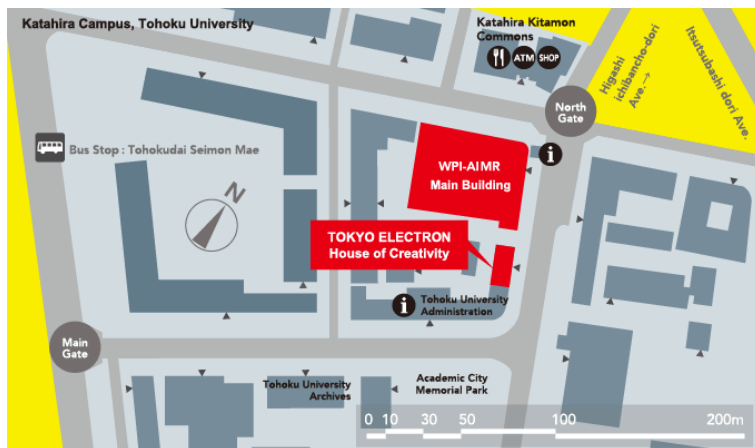 Katahira Campus, Tohoku University
Katahira Kitamon
Commons
ATM SHOP
Higashi
ichibancho-dori
Ave.→
Itsutsubashi dori Ave.
North
Gate
Bus Stop : Tohokudai Seimon Mae
WPI-AIMR
Main Building
i
N
TOKYO ELECTRON
House of Creativity
i
Tohoku University
Administration
Main
Gate
Tohoku University
Archives
Academic City
Memorial Park
0 10 30 50 100 200m